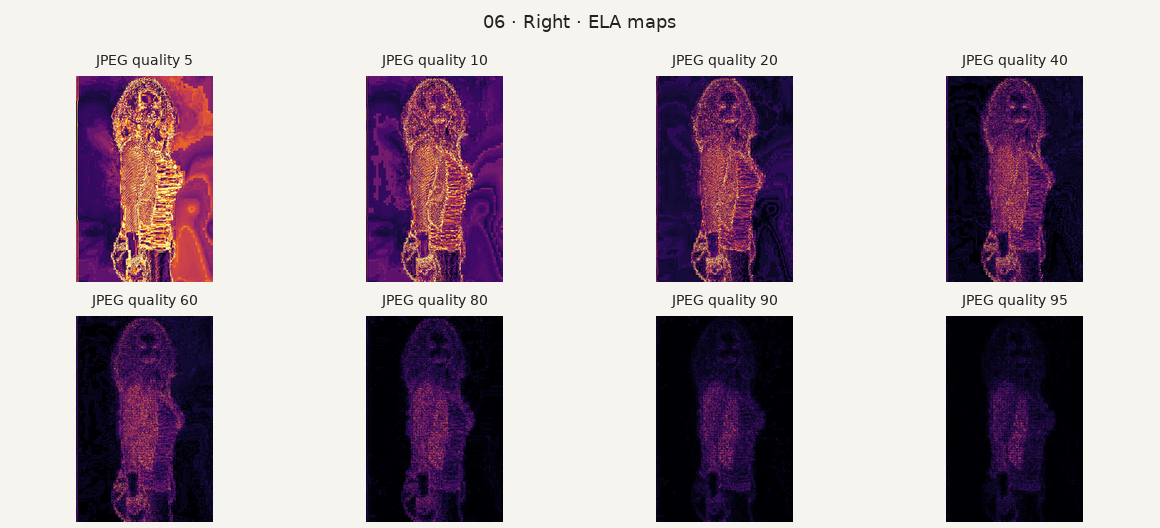 06 · Right · ELA maps
JPEG quality 5
JPEG quality 10
JPEG quality 20
JPEG quality 40
JPEG quality 60
JPEG quality 80
JPEG quality 90
JPEG quality 95